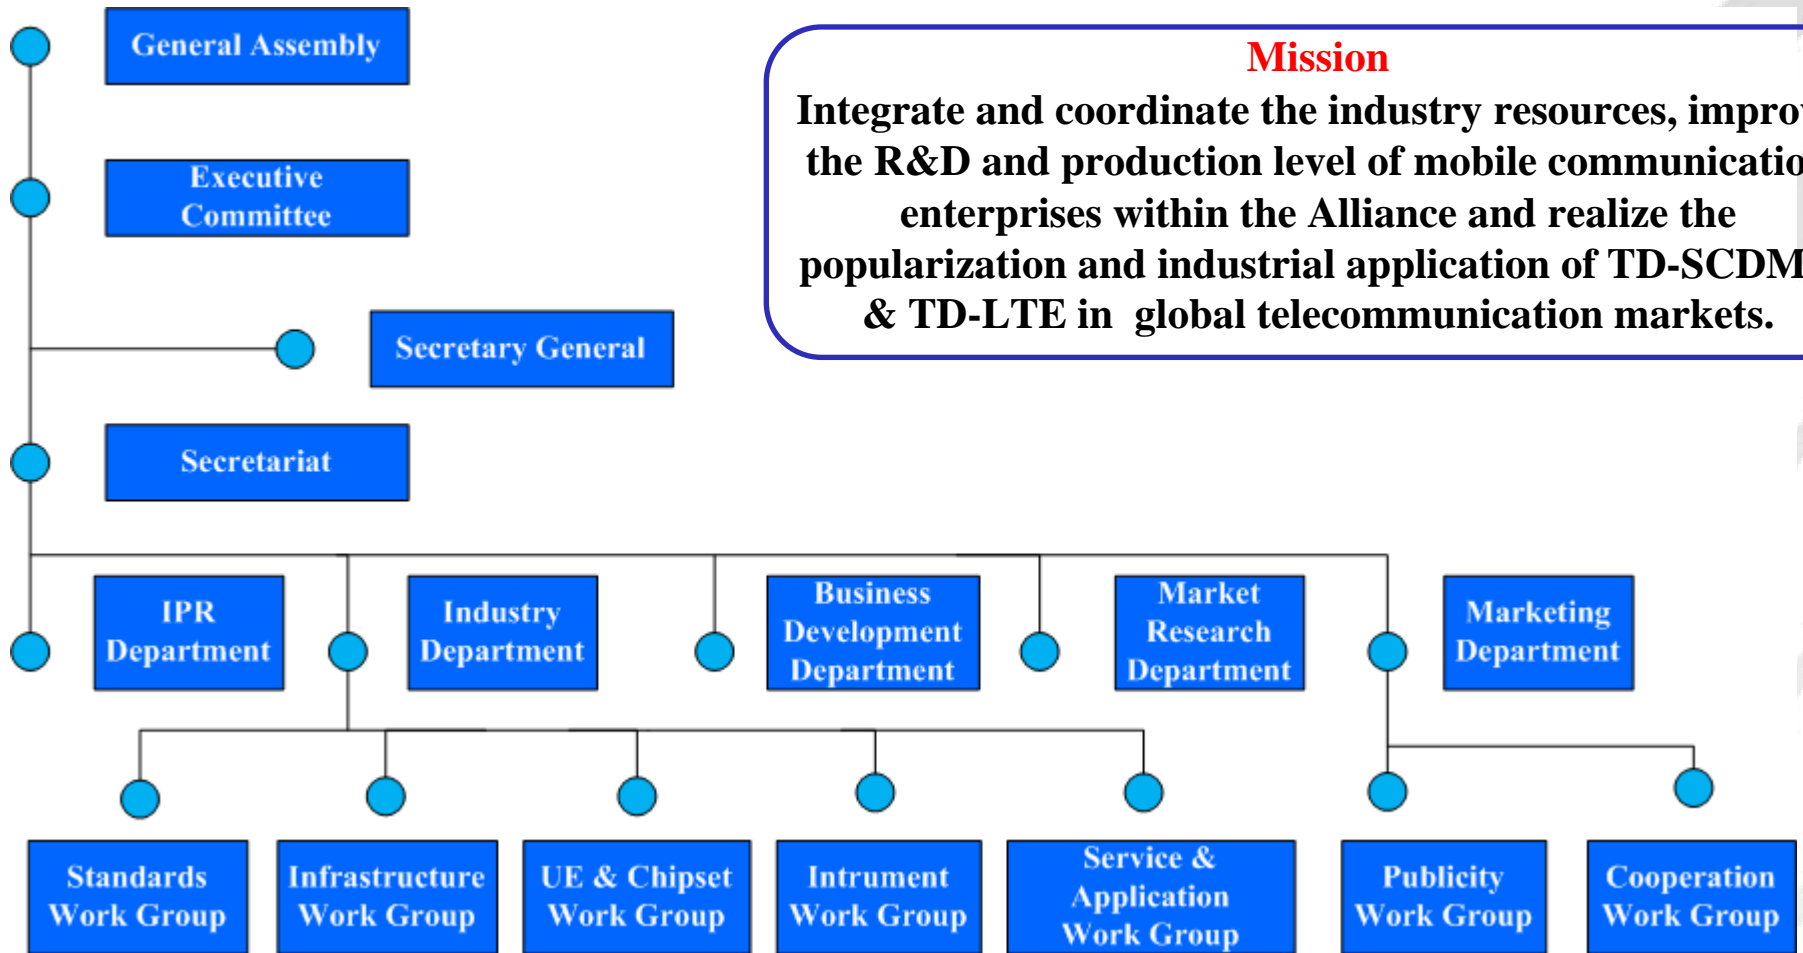 General Assembly
Mission
Integrate and coordinate the industry resources, improv
the R&D and production level of mobile communicatio
enterprises within the Alliance and realize the
popularization and industrial application of TD-SCDM
& TD-LTE in global telecommunication markets.
Executive
Committee
Secretary General
Secretariat
IPR
Department
Industry
Department
Business
Development
Department
Market
Research
Department
Marketing
Department
Standards
Work Group
Infrastructure
Work Group
UE & Chipset
Work Group
Intrument
Work Group
Service &
Application
Work Group
Publicity
Work Group
Cooperation
Work Group